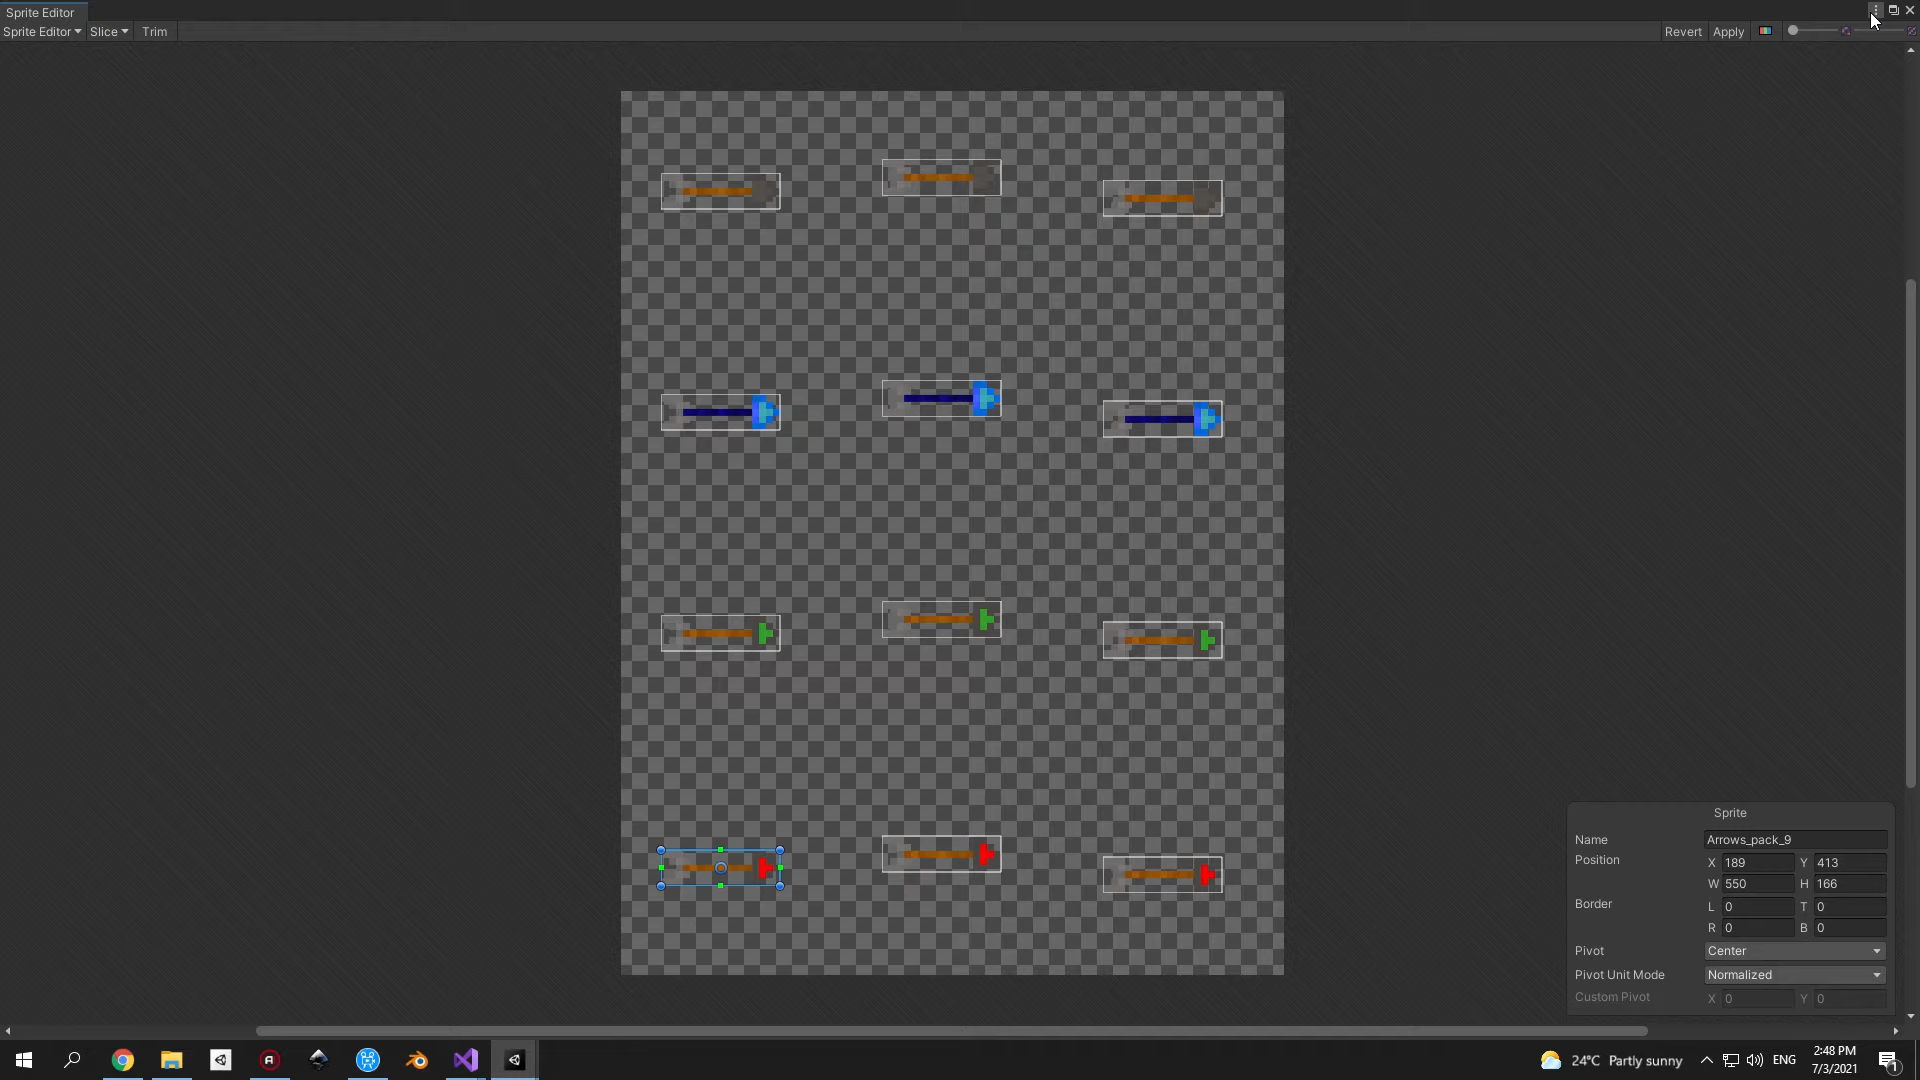 Sprite Editor
Sprite Editor Slice Trim Revert Apply
Sprite
Name Arrows_pack_9
Position X 189 Y 413
W 550 H 166
Border L 0 T 0
R 0 B 0
Pivot Center
Pivot Unit Mode Normalized
Custom Pivot X 0 Y 0
24°C Partly sunny ENG 2:48 PM
7/3/2021 1